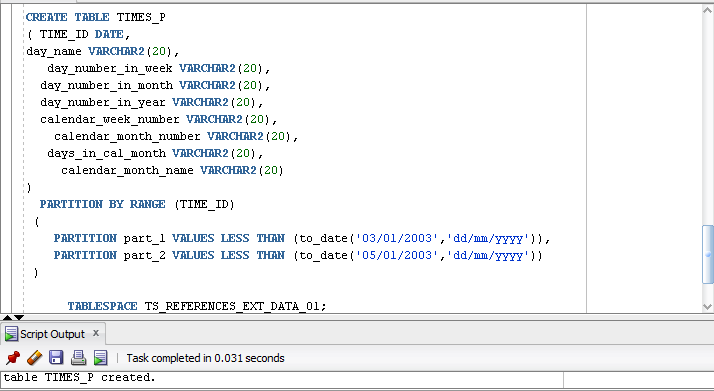 CREATE TABLE TIMES_P
( TIME_ID DATE,
day_name VARCHAR2(20),
day_number_in_week VARCHAR2(20),
day_number_in_month VARCHAR2(20),
day_number_in_year VARCHAR2(20),
calendar_week_number VARCHAR2(20),
calendar_month_number VARCHAR2(20),
days_in_cal_month VARCHAR2(20),
calendar_month_name VARCHAR2(20)
)
PARTITION BY RANGE (TIME_ID)
(
PARTITION part_1 VALUES LESS THAN (to_date('03/01/2003','dd/mm/yyyy')),
PARTITION part_2 VALUES LESS THAN (to_date('05/01/2003','dd/mm/yyyy'))
)
TABLESPACE TS_REFERENCES_EXT_DATA_01;
Script Output x
Task completed in 0.031 seconds
table TIMES_P created.